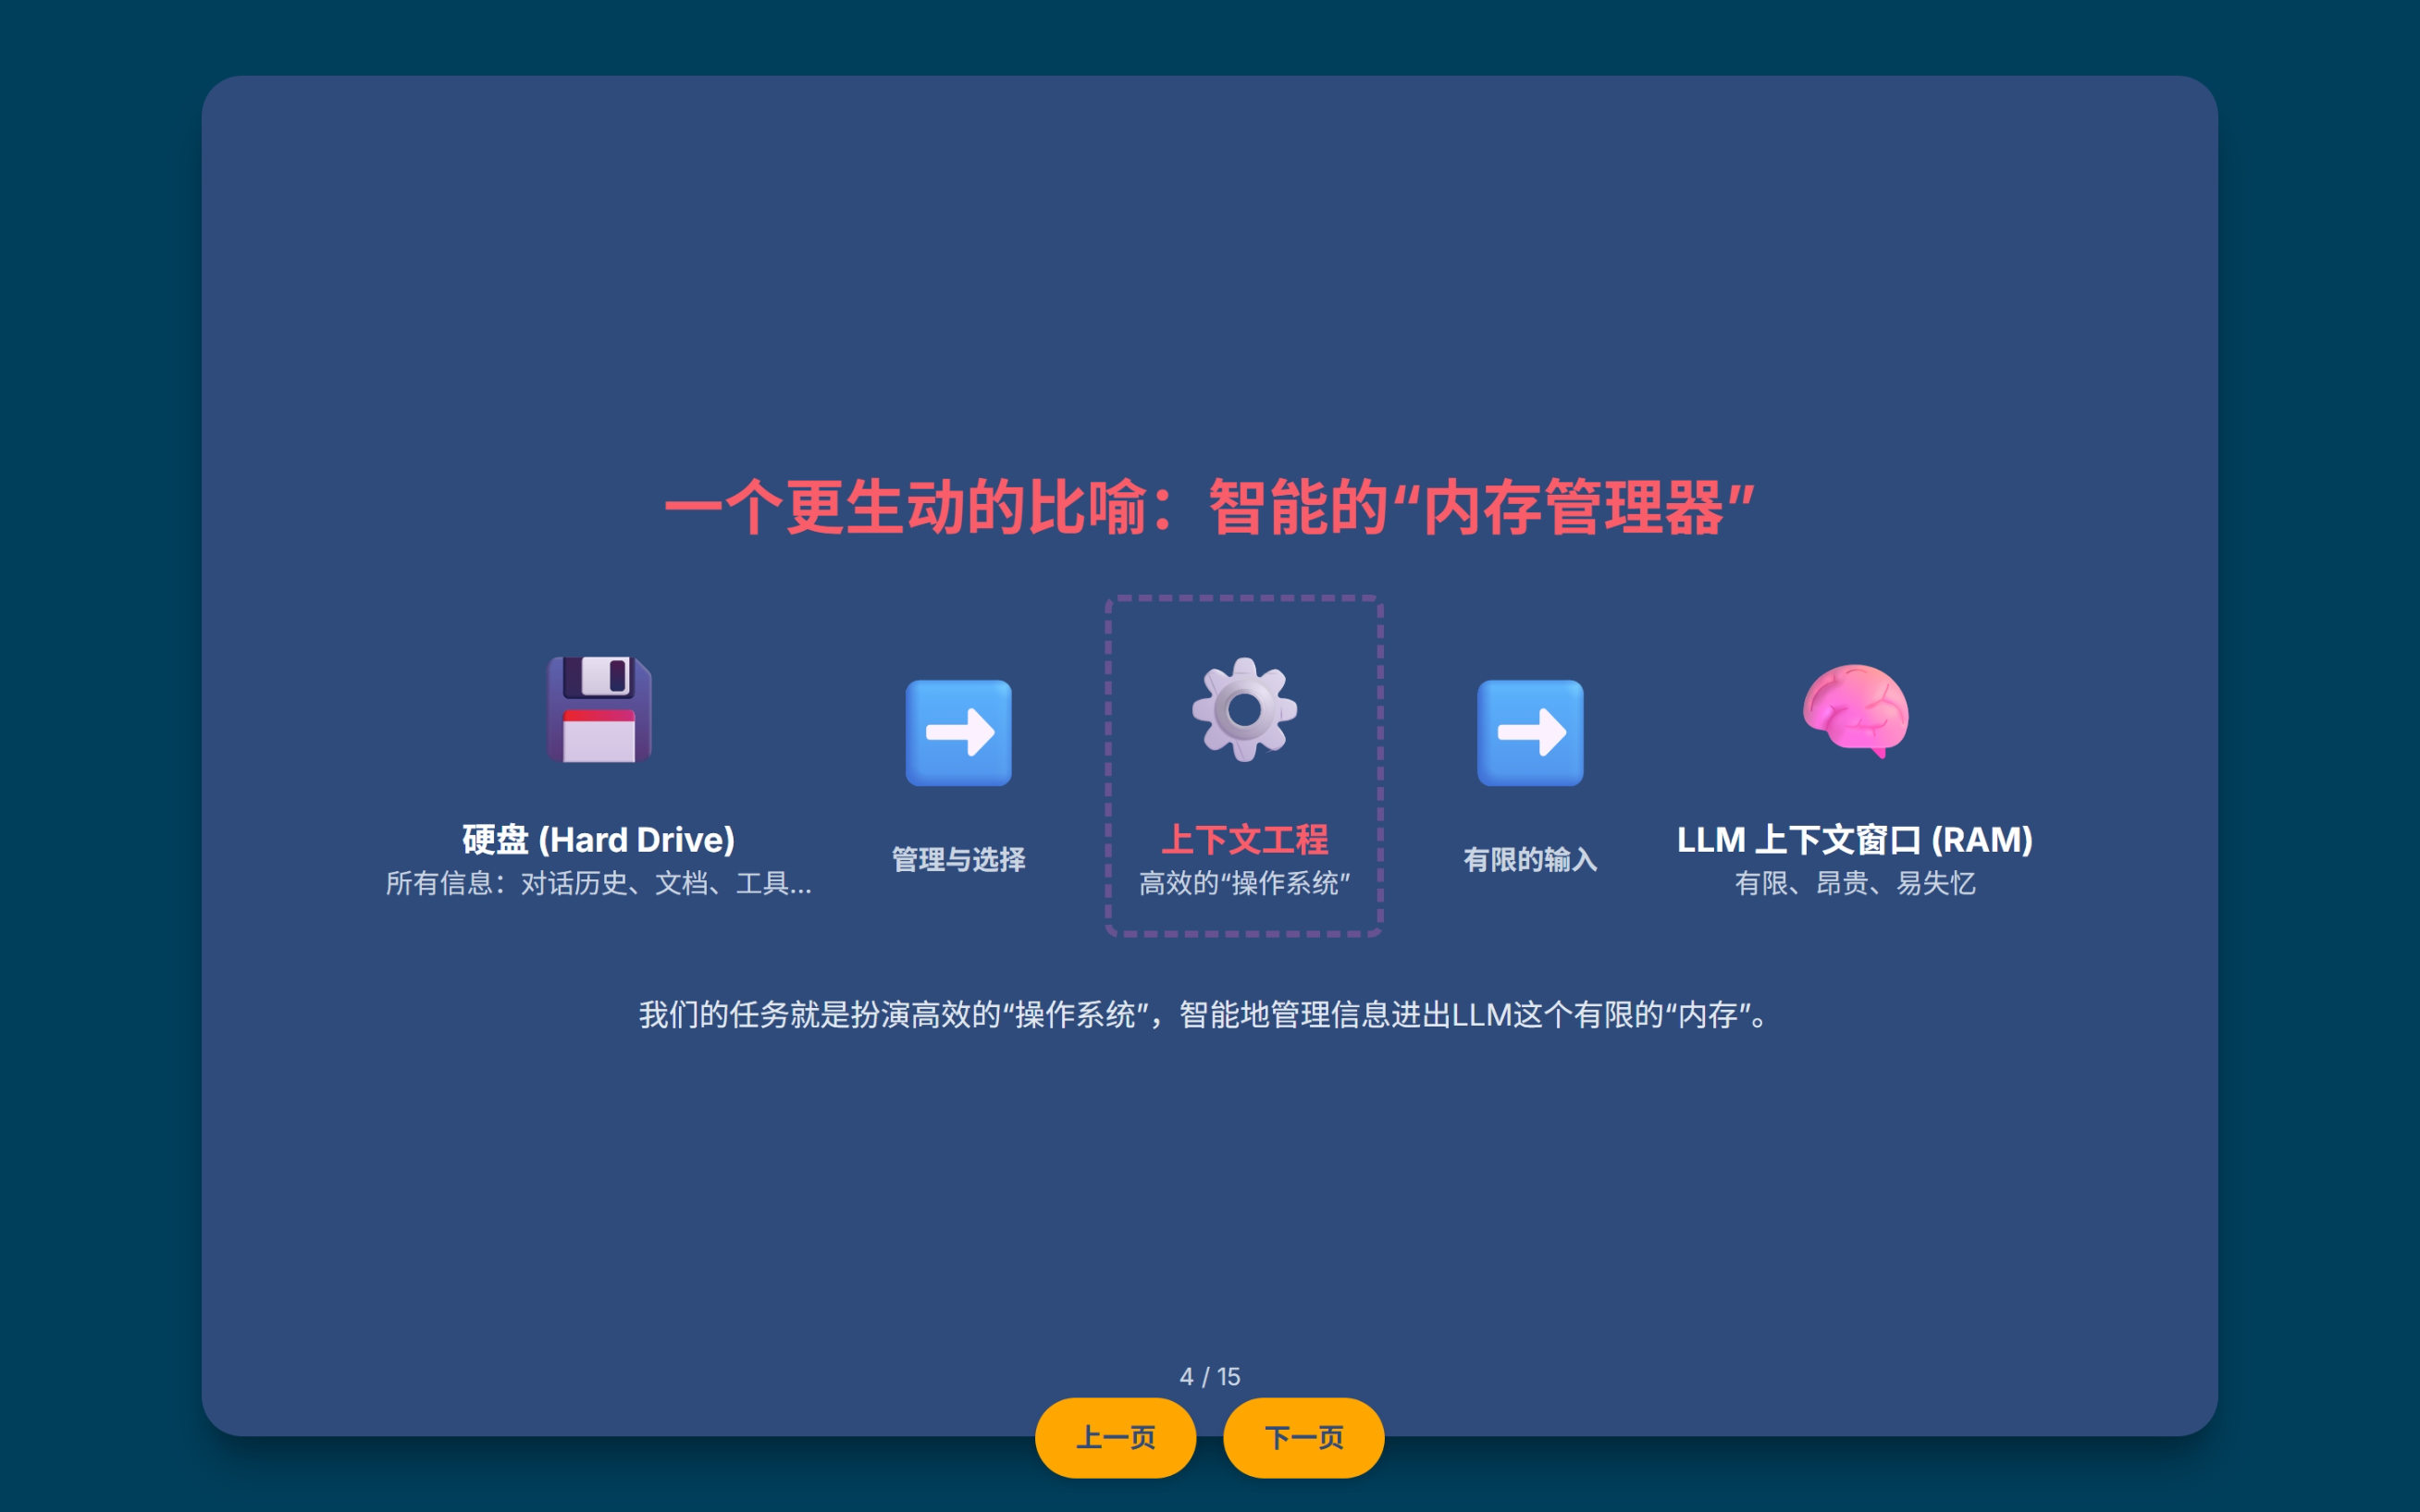 一个更生动的比喻：智能的“内存管理器”
硬盘 (Hard Drive)
所有信息：对话历史、文档、工具...
管理与选择
上下文工程
高效的“操作系统”
有限的输入
LLM 上下文窗口 (RAM)
有限、昂贵、易失忆
我们的任务就是扮演高效的“操作系统”，智能地管理信息进出LLM这个有限的“内存”。
4 / 15
上一页
下一页